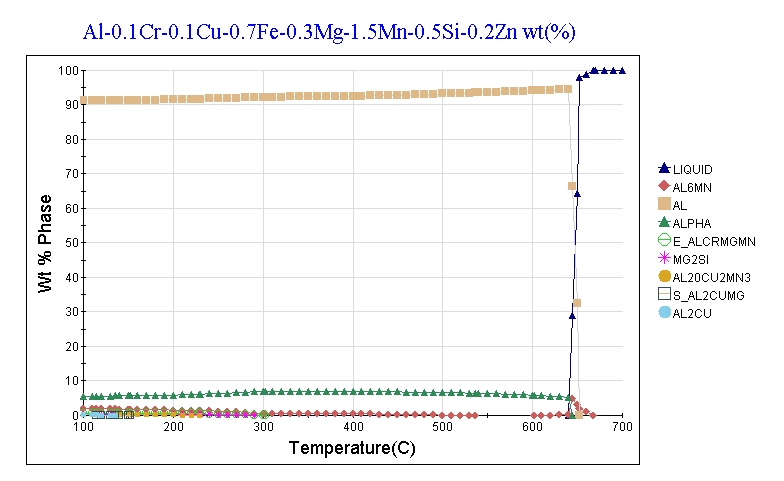 Al-0.1Cr-0.1Cu-0.7Fe-0.3Mg-1.5Mn-0.5Si-0.2Zn wt(%)
100
90
80
70
60
50
40
30
20
10
0
Wt % Phase
100 200 300 400 500 600 700
Temperature(C)
LIQUID
AL6MN
AL
ALPHA
E_ALCRMGMN
MG2SI
AL20CU2MN3
S_AL2CUMG
AL2CU